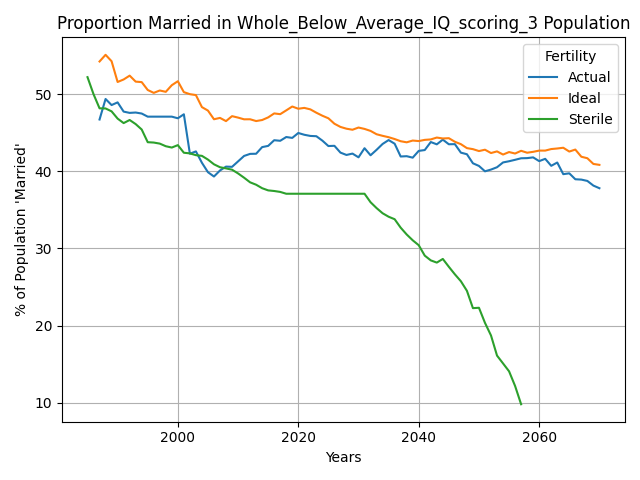 Proportion Married in Whole_Below_Average_IQ_scoring_3 Population
% of Population 'Married'
50
40
30
20
10
2000
2020
2040
2060
Years
Fertility
Actual
Ideal
Sterile